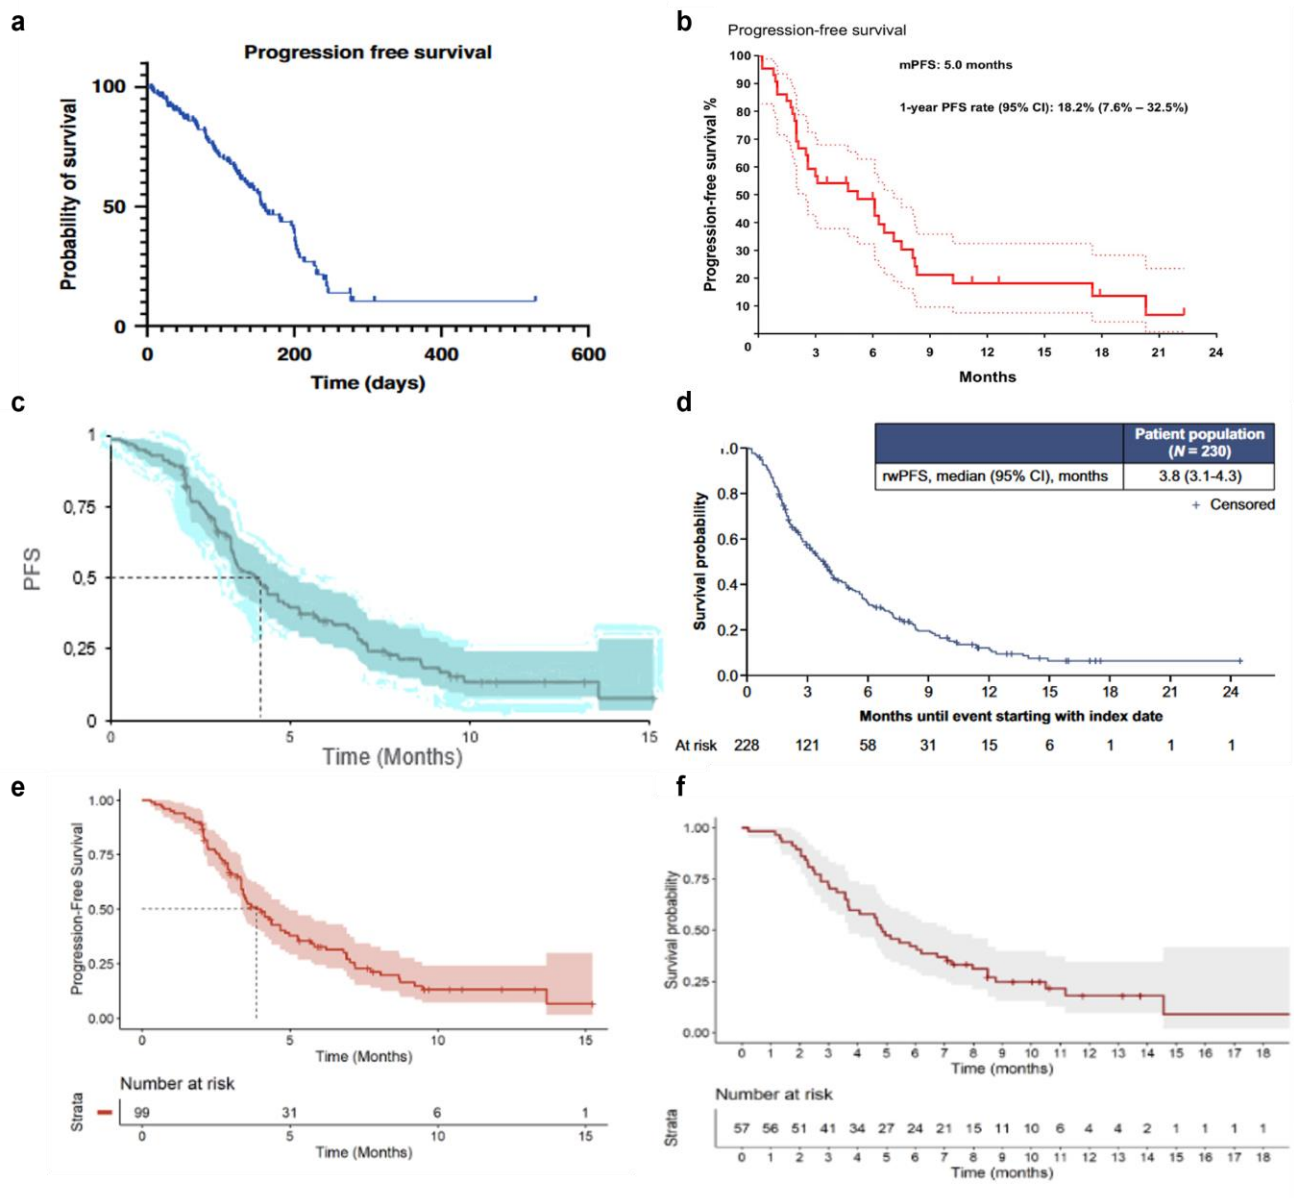 a
Progression free survival
Probability of survival
100
50
0
0 200 400 600
Time (days)
b
Progression-free survival
mPFS: 5.0 months
1-year PFS rate (95% CI): 18.2% (7.6% – 32.5%)
Progression-free survival %
100
90
80
70
60
50
40
30
20
10
0 3 6 9 12 15 18 21 24
Months
c
PFS
1
0,75
0,5
0,25
0
0 5 10 15
Time (Months)
d
Patient population
(N = 230)
rwPFS, median (95% CI), months 3.8 (3.1-4.3)
+ Censored
Survival probability
.0
0.8
0.6
0.4
0.2
0.0
0 3 6 9 12 15 18 21 24
Months until event starting with index date
At risk 228 121 58 31 15 6 1 1 1
e
Progression-Free Survival
1.00
0.75
0.50
0.25
0.00
0 5 10 15
Time (Months)
Number at risk
Strata
99 31 6 1
0 5 10 15
Time (Months)
f
Survival probability
1.00
0.75
0.50
0.25
0.00
0 1 2 3 4 5 6 7 8 9 10 11 12 13 14 15 16 17 18
Time (months)
Number at risk
Strata
57 56 51 41 34 27 24 21 15 11 10 6 4 4 2 1 1 1 1
0 1 2 3 4 5 6 7 8 9 10 11 12 13 14 15 16 17 18
Time (months)